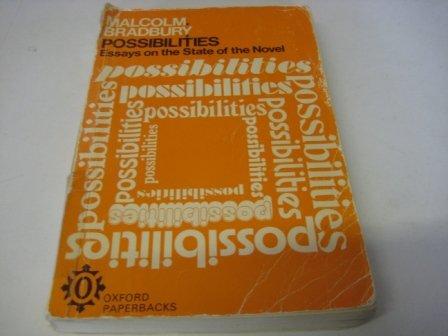 MALCOLM
BRADBURY
POSSIBILITIES
Essays on the State of the Novel
possibilities
possibilities
possibilities
possibilities
possibilities
possibilities
possibilities
possibilities
possibilities
possibilities
possibilities
possibilities
O
OXFORD
PAPERBACKS